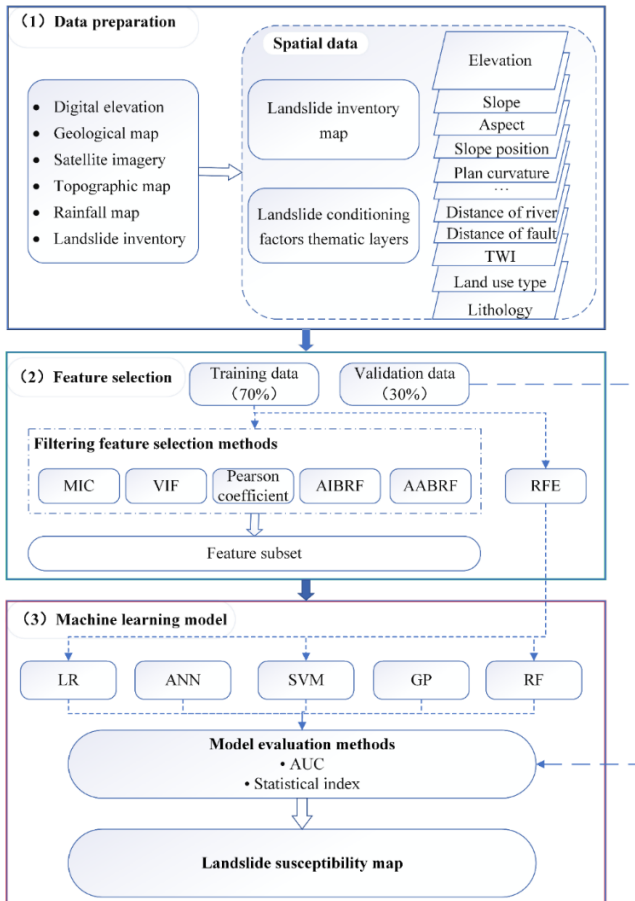 （1）Data preparation
Spatial data
• Digital elevation
• Geological map
• Satellite imagery
• Topographic map
• Rainfall map
• Landslide inventory
Landslide inventory
map
Landslide conditioning
factors thematic layers
Elevation
Slope
Aspect
Slope position
Plan curvature
…
Distance of river
Distance of fault
TWI
Land use type
Lithology
（2）Feature selection
Training data
（70%）
Validation data
（30%）
Filtering feature selection methods
MIC
VIF
Pearson
coefficient
AIBRF
AABRF
RFE
Feature subset
（3）Machine learning model
LR
ANN
SVM
GP
RF
Model evaluation methods
• AUC
• Statistical index
Landslide susceptibility map